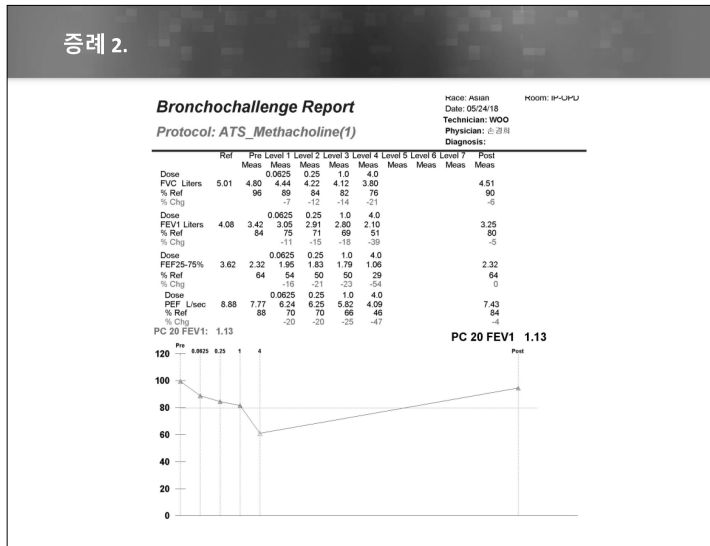 증례 2.
Bronchochallenge Report
Race: Asian Room: IP-OPD
Date: 05/24/18
Technician: WOO
Protocol: ATS_Methacholine(1)
Physician: 손경희
Diagnosis:
Ref Pre Level 1 Level 2 Level 3 Level 4 Level 5 Level 6 Level 7 Post
Meas Meas Meas Meas Meas Meas Meas Meas Meas
Dose 0.0625 0.25 1.0 4.0
FVC Liters 5.01 4.80 4.44 4.22 4.12 3.80 4.51
% Ref 96 89 84 82 76 90
% Chg -7 -12 -14 -21 -6
Dose 0.0625 0.25 1.0 4.0
FEV1 Liters 4.08 3.42 3.05 2.91 2.80 2.10 3.25
% Ref 84 75 71 69 51 80
% Chg -11 -15 -18 -39 -5
Dose 0.0625 0.25 1.0 4.0
FEF25-75% 3.62 2.32 1.95 1.83 1.79 1.06 2.32
% Ref 64 54 50 50 29 64
% Chg -16 -21 -23 -54 0
Dose 0.0625 0.25 1.0 4.0
PEF L/sec 8.88 7.77 6.24 6.25 5.82 4.09 7.43
% Ref 88 70 70 66 46 84
% Chg -20 -20 -25 -47 -4
PC 20 FEV1: 1.13
PC 20 FEV1 1.13
Pre 0.0625 0.25 1 4 Post
120
100
80
60
40
20
0